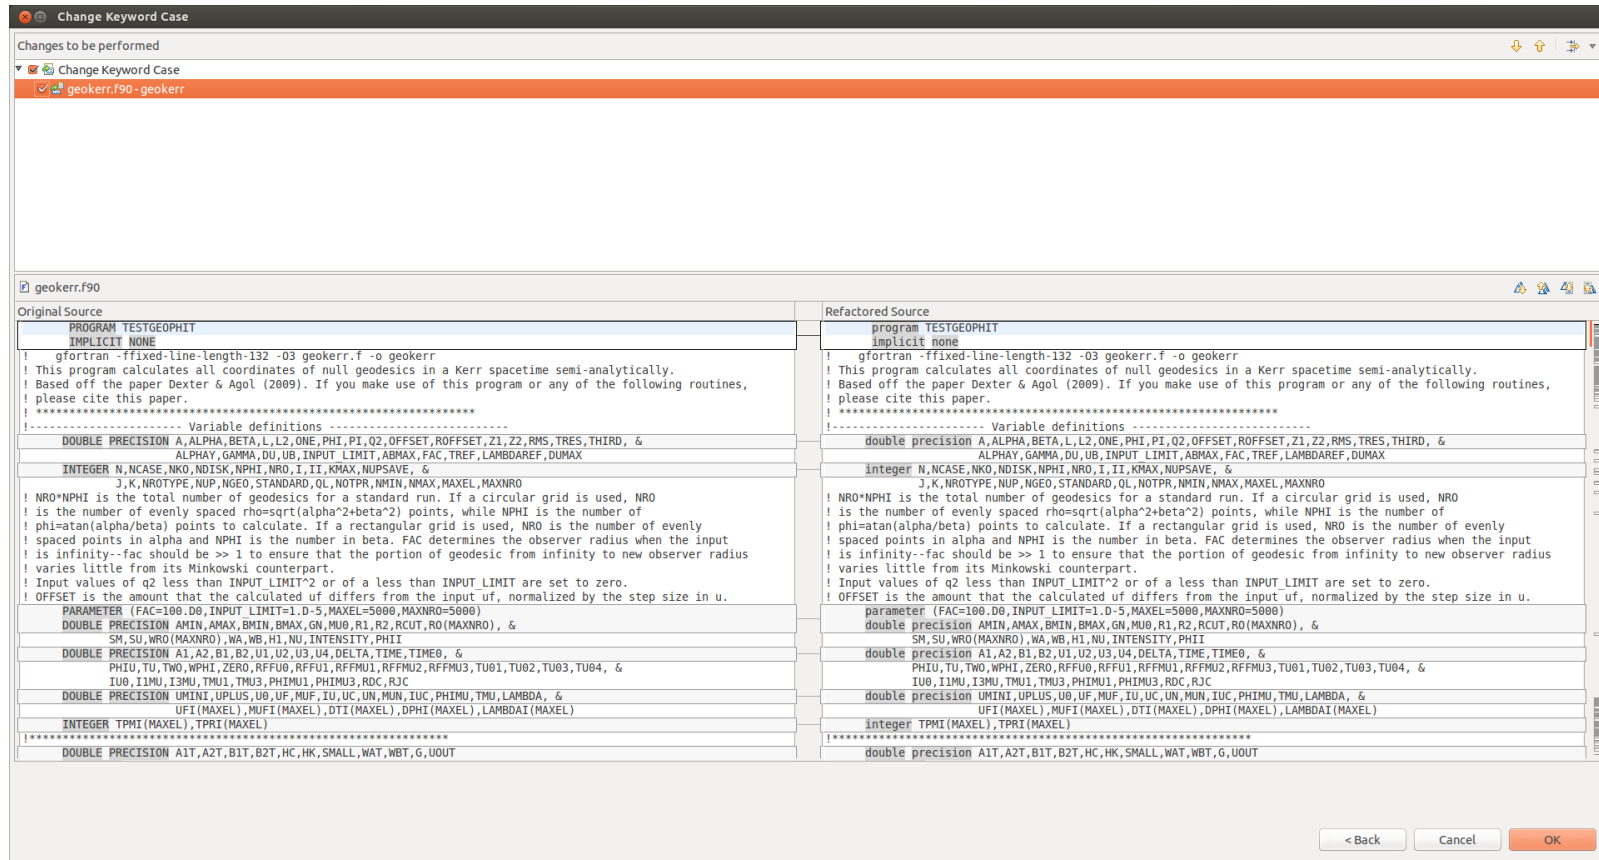 Change Keyword Case
Changes to be performed
Change Keyword Case
geokerr.f90 - geokerr
geokerr.f90
Original Source
PROGRAM TESTGEOPHIT
IMPLICIT NONE
!    gfortran -ffixed-line-length-132 -O3 geokerr.f -o geokerr
! This program calculates all coordinates of null geodesics in a Kerr spacetime semi-analytically.
! Based off the paper Dexter & Agol (2009). If you make use of this program or any of the following routines,
! please cite this paper.
! ******************************************************************
!----------------------- Variable definitions ---------------------------
DOUBLE PRECISION A,ALPHA,BETA,L,L2,ONE,PHI,PI,Q2,OFFSET,ROFFSET,Z1,Z2,RMS,TRES,THIRD, &
ALPHAY,GAMMA,DU,UB,INPUT_LIMIT,ABMAX,FAC,TREF,LAMBDAREF,DUMAX
INTEGER N,NCASE,NKO,NDISK,NPHI,NRO,I,II,KMAX,NUPSAVE, &
J,K,NROTYPE,NUP,NGEO,STANDARD,QL,NOTPR,NMIN,NMAX,MAXEL,MAXNRO
! NRO*NPHI is the total number of geodesics for a standard run. If a circular grid is used, NRO
! is the number of evenly spaced rho=sqrt(alpha^2+beta^2) points, while NPHI is the number of
! phi=atan(alpha/beta) points to calculate. If a rectangular grid is used, NRO is the number of evenly
! spaced points in alpha and NPHI is the number in beta. FAC determines the observer radius when the input
! is infinity--fac should be >> 1 to ensure that the portion of geodesic from infinity to new observer radius
! varies little from its Minkowski counterpart.
! Input values of q2 less than INPUT_LIMIT^2 or of a less than INPUT_LIMIT are set to zero.
! OFFSET is the amount that the calculated uf differs from the input uf, normalized by the step size in u.
PARAMETER (FAC=100.D0,INPUT_LIMIT=1.D-5,MAXEL=5000,MAXNRO=5000)
DOUBLE PRECISION AMIN,AMAX,BMIN,BMAX,GN,MU0,R1,R2,RCUT,RO(MAXNRO), &
SM,SU,WRO(MAXNRO),WA,WB,H1,NU,INTENSITY,PHII
DOUBLE PRECISION A1,A2,B1,B2,U1,U2,U3,U4,DELTA,TIME,TIME0, &
PHIU,TU,TWO,WPHI,ZERO,RFFU0,RFFU1,RFFMU1,RFFMU2,RFFMU3,TU01,TU02,TU03,TU04, &
IU0,I1MU,I3MU,TMU1,TMU3,PHIMU1,PHIMU3,RDC,RJC
DOUBLE PRECISION UMINI,UPLUS,U0,UF,MUF,IU,UC,UN,MUN,IUC,PHIMU,TMU,LAMBDA, &
UFI(MAXEL),MUFI(MAXEL),DTI(MAXEL),DPHI(MAXEL),LAMBDAI(MAXEL)
INTEGER TPMI(MAXEL),TPRI(MAXEL)
!***************************************************************
DOUBLE PRECISION A1T,A2T,B1T,B2T,HC,HK,SMALL,WAT,WBT,G,UOUT
Refactored Source
program TESTGEOPHIT
implicit none
!    gfortran -ffixed-line-length-132 -O3 geokerr.f -o geokerr
! This program calculates all coordinates of null geodesics in a Kerr spacetime semi-analytically.
! Based off the paper Dexter & Agol (2009). If you make use of this program or any of the following routines,
! please cite this paper.
! ******************************************************************
!----------------------- Variable definitions ---------------------------
double precision A,ALPHA,BETA,L,L2,ONE,PHI,PI,Q2,OFFSET,ROFFSET,Z1,Z2,RMS,TRES,THIRD, &
ALPHAY,GAMMA,DU,UB,INPUT_LIMIT,ABMAX,FAC,TREF,LAMBDAREF,DUMAX
integer N,NCASE,NKO,NDISK,NPHI,NRO,I,II,KMAX,NUPSAVE, &
J,K,NROTYPE,NUP,NGEO,STANDARD,QL,NOTPR,NMIN,NMAX,MAXEL,MAXNRO
! NRO*NPHI is the total number of geodesics for a standard run. If a circular grid is used, NRO
! is the number of evenly spaced rho=sqrt(alpha^2+beta^2) points, while NPHI is the number of
! phi=atan(alpha/beta) points to calculate. If a rectangular grid is used, NRO is the number of evenly
! spaced points in alpha and NPHI is the number in beta. FAC determines the observer radius when the input
! is infinity--fac should be >> 1 to ensure that the portion of geodesic from infinity to new observer radius
! varies little from its Minkowski counterpart.
! Input values of q2 less than INPUT_LIMIT^2 or of a less than INPUT_LIMIT are set to zero.
! OFFSET is the amount that the calculated uf differs from the input uf, normalized by the step size in u.
parameter (FAC=100.D0,INPUT_LIMIT=1.D-5,MAXEL=5000,MAXNRO=5000)
double precision AMIN,AMAX,BMIN,BMAX,GN,MU0,R1,R2,RCUT,RO(MAXNRO), &
SM,SU,WRO(MAXNRO),WA,WB,H1,NU,INTENSITY,PHII
double precision A1,A2,B1,B2,U1,U2,U3,U4,DELTA,TIME,TIME0, &
PHIU,TU,TWO,WPHI,ZERO,RFFU0,RFFU1,RFFMU1,RFFMU2,RFFMU3,TU01,TU02,TU03,TU04, &
IU0,I1MU,I3MU,TMU1,TMU3,PHIMU1,PHIMU3,RDC,RJC
double precision UMINI,UPLUS,U0,UF,MUF,IU,UC,UN,MUN,IUC,PHIMU,TMU,LAMBDA, &
UFI(MAXEL),MUFI(MAXEL),DTI(MAXEL),DPHI(MAXEL),LAMBDAI(MAXEL)
integer TPMI(MAXEL),TPRI(MAXEL)
!***************************************************************
double precision A1T,A2T,B1T,B2T,HC,HK,SMALL,WAT,WBT,G,UOUT
< Back
Cancel
OK